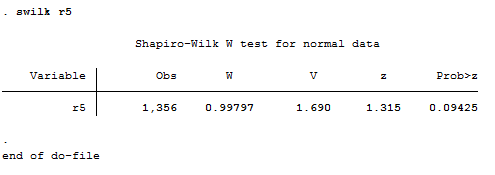 . swilk r5
Shapiro-Wilk W test for normal data
Variable Obs W V z Prob>z
r5 1,356 0.99797 1.690 1.315 0.09425
.
end of do-file